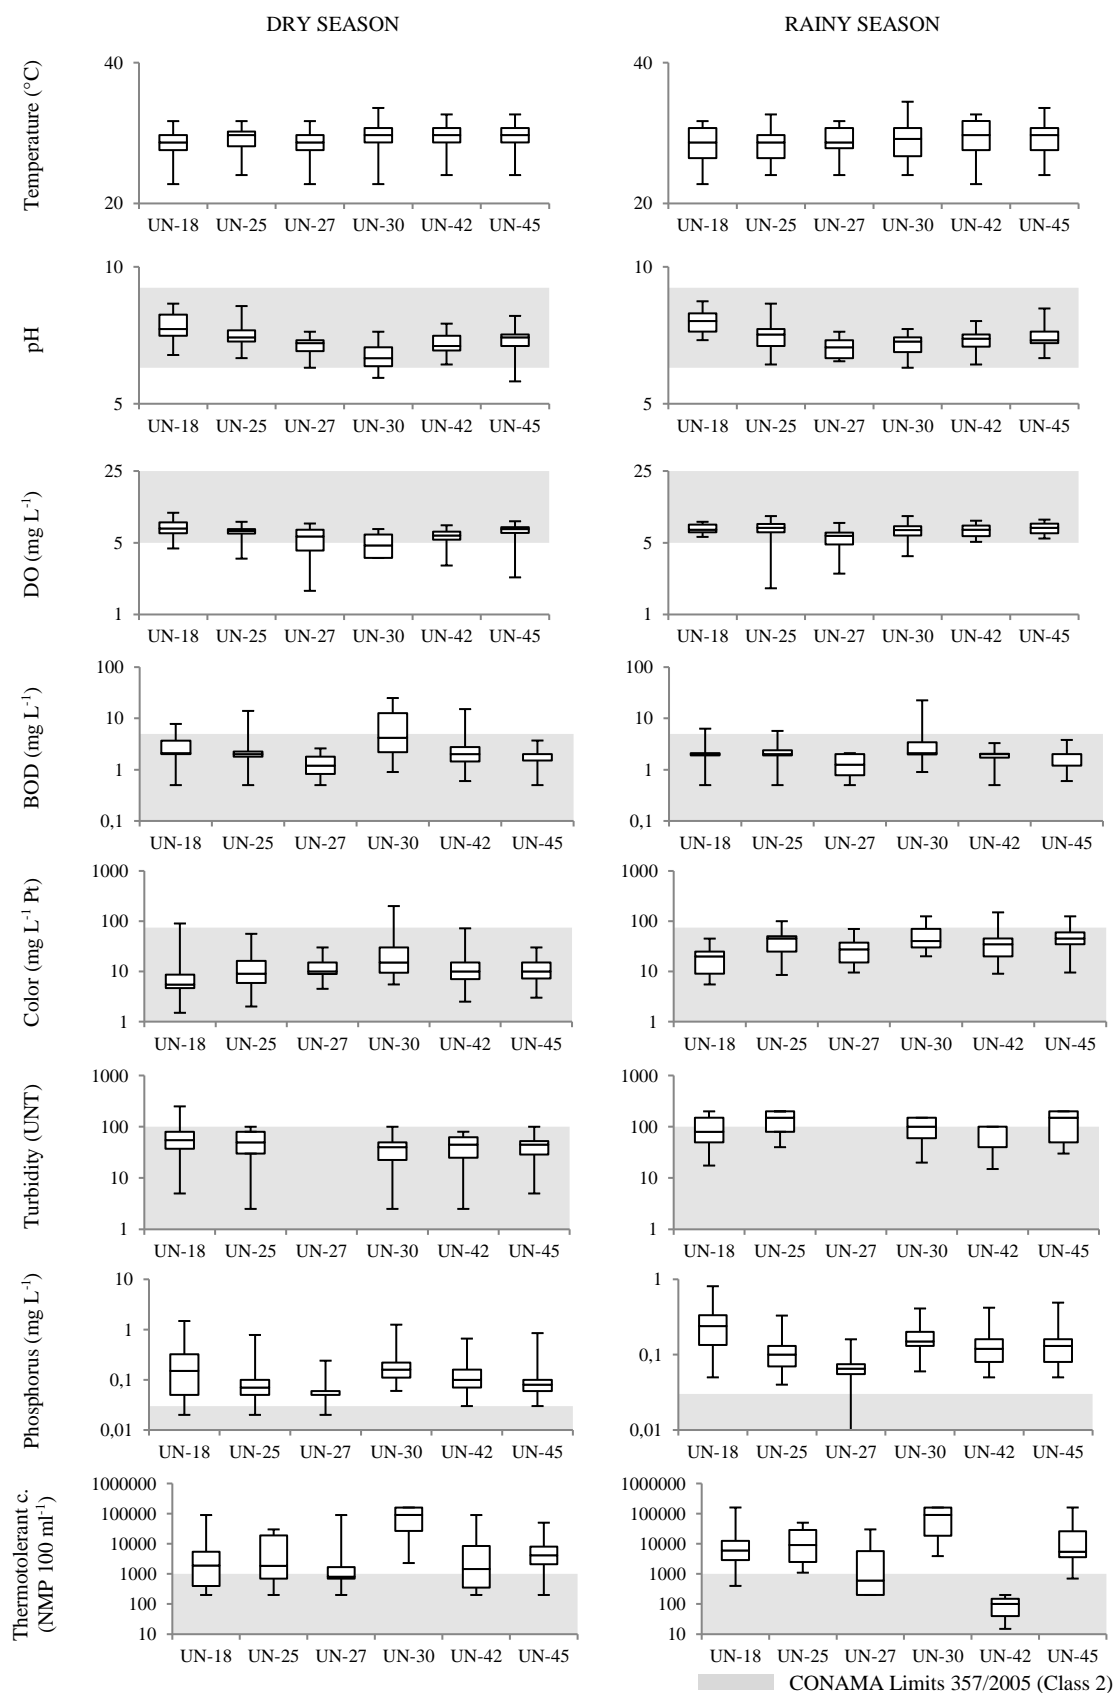 DRY SEASON RAINY SEASON
Temperature (°C)
40
20
UN-18 UN-25 UN-27 UN-30 UN-42 UN-45
40
20
UN-18 UN-25 UN-27 UN-30 UN-42 UN-45
pH
10
5
UN-18 UN-25 UN-27 UN-30 UN-42 UN-45
10
5
UN-18 UN-25 UN-27 UN-30 UN-42 UN-45
DO (mg L-1)
25
5
1
UN-18 UN-25 UN-27 UN-30 UN-42 UN-45
25
5
1
UN-18 UN-25 UN-27 UN-30 UN-42 UN-45
BOD (mg L-1)
100
10
1
0,1
UN-18 UN-25 UN-27 UN-30 UN-42 UN-45
100
10
1
0,1
UN-18 UN-25 UN-27 UN-30 UN-42 UN-45
Color (mg L-1 Pt)
1000
100
10
1
UN-18 UN-25 UN-27 UN-30 UN-42 UN-45
1000
100
10
1
UN-18 UN-25 UN-27 UN-30 UN-42 UN-45
Turbidity (UNT)
1000
100
10
1
UN-18 UN-25 UN-27 UN-30 UN-42 UN-45
1000
100
10
1
UN-18 UN-25 UN-27 UN-30 UN-42 UN-45
Phosphorus (mg L-1)
10
1
0,1
0,01
UN-18 UN-25 UN-27 UN-30 UN-42 UN-45
1
0,1
0,01
UN-18 UN-25 UN-27 UN-30 UN-42 UN-45
Thermotolerant c.
(NMP 100 ml-1)
1000000
100000
10000
1000
100
10
UN-18 UN-25 UN-27 UN-30 UN-42 UN-45
1000000
100000
10000
1000
100
10
UN-18 UN-25 UN-27 UN-30 UN-42 UN-45
CONAMA Limits 357/2005 (Class 2)